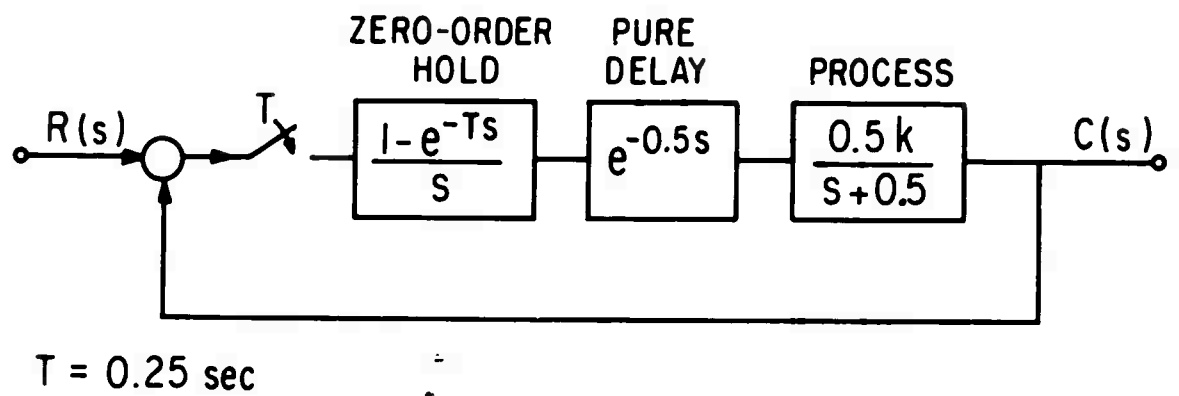 ZERO-ORDER HOLD
PURE DELAY
PROCESS
R(s)
T
1-e^{-Ts}
s
e^{-0.5s}
0.5 k
s+0.5
C(s)
T = 0.25 sec